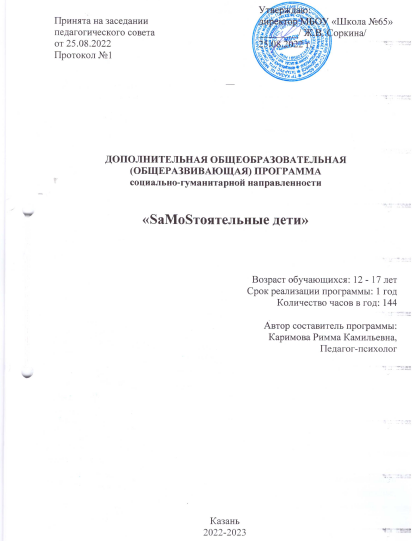 Принята на заседании
педагогического совета
от 25.08.2022
Протокол №1
Утверждаю:
директор МБОУ «Школа №65»
Ж.В. Соркина/
25.08.2022 г.
ДОПОЛНИТЕЛЬНАЯ ОБЩЕОБРАЗОВАТЕЛЬНАЯ
(ОБЩЕРАЗВИВАЮЩАЯ) ПРОГРАММА
социально-гуманитарной направленности
«SaMoSтоятельные дети»
Возраст обучающихся: 12 - 17 лет
Срок реализации программы: 1 год
Количество часов в год: 144
Автор составитель программы:
Каримова Римма Камильевна,
Педагог-психолог
Казань
2022-2023